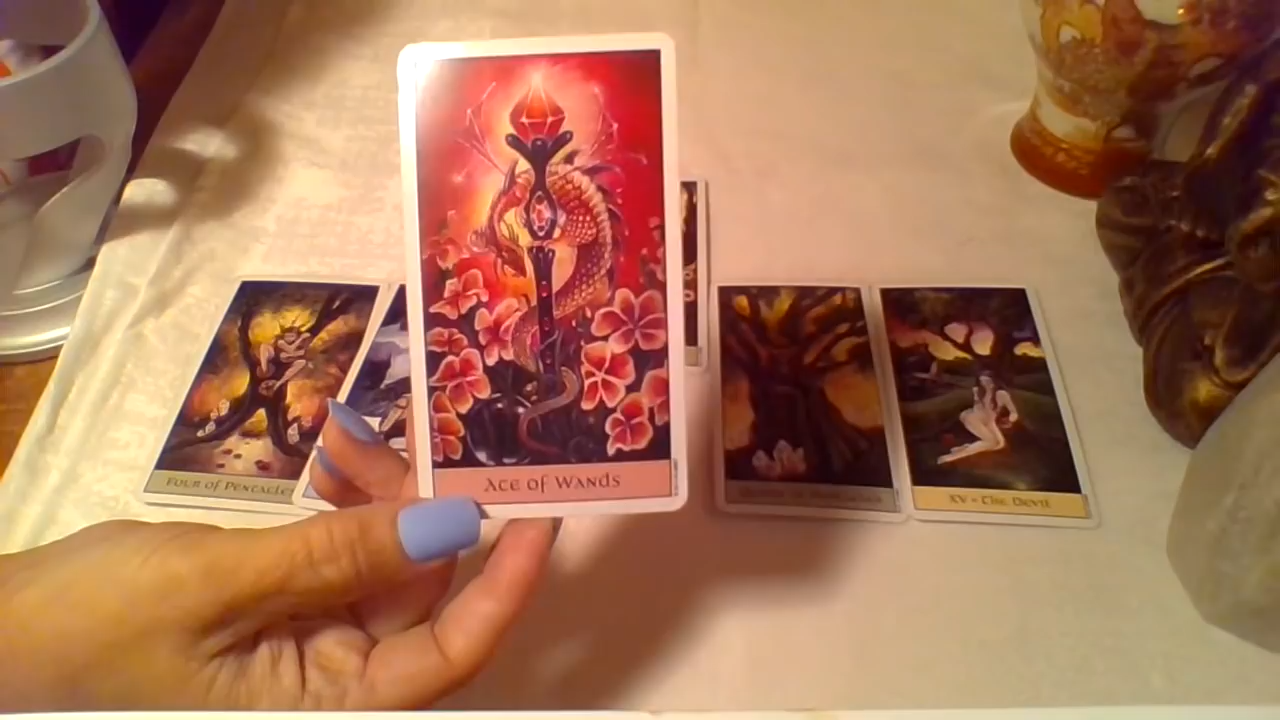 Four of Pentacles
Ace of Wands
XV - The Devil